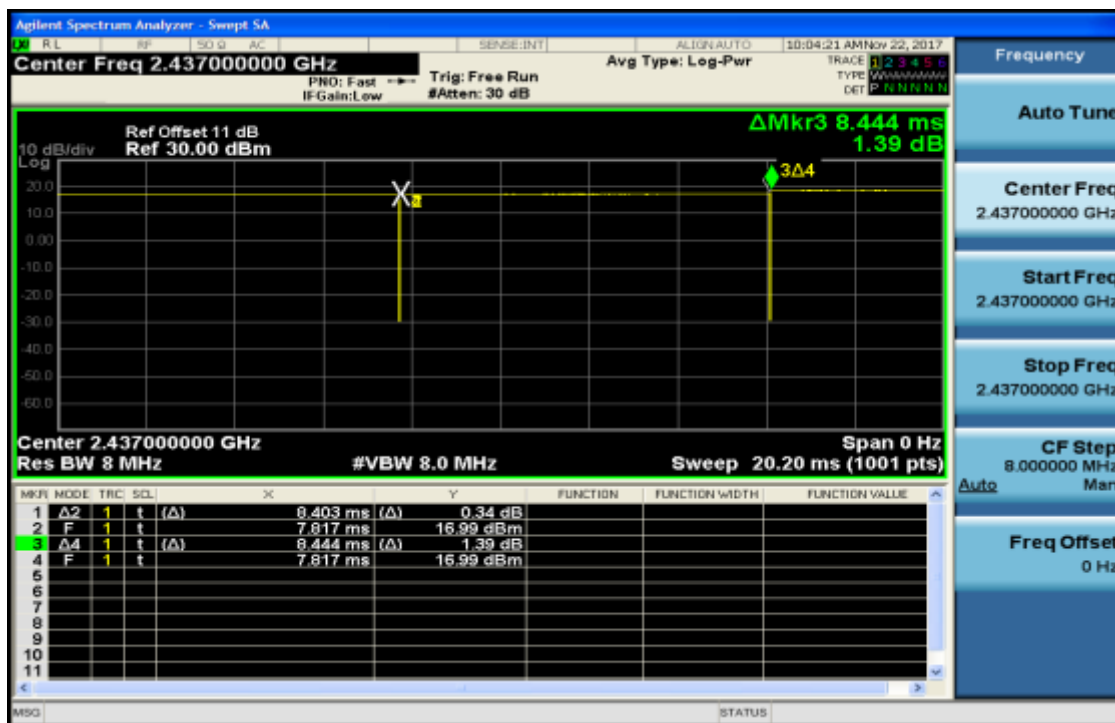 Agilent Spectrum Analyzer - Swept SA
RL RF 50 Ω AC SENSE:INT ALIGN AUTO 10:04:21 AM Nov 22, 2017
Center Freq 2.437000000 GHz
PNO: Fast
IFGain:Low
Trig: Free Run
#Atten: 30 dB
Avg Type: Log-Pwr
TRACE 1 2 3 4 5 6
TYPE
DET P N N N N N
Ref Offset 11 dB
10 dB/div Ref 30.00 dBm
Log
ΔMkr3 8.444 ms
1.39 dB
3Δ4
2
20.0
10.0
0.00
-10.0
-20.0
-30.0
-40.0
-50.0
-60.0
Center 2.437000000 GHz Span 0 Hz
Res BW 8 MHz #VBW 8.0 MHz Sweep 20.20 ms (1001 pts)
MKR MODE TRC SCL X Y FUNCTION FUNCTION WIDTH FUNCTION VALUE
1 Δ2 1 t (Δ) 8.403 ms (Δ) 0.34 dB
2 F 1 t 7.817 ms 16.99 dBm
3 Δ4 1 t (Δ) 8.444 ms (Δ) 1.39 dB
4 F 1 t 7.817 ms 16.99 dBm
5
6
7
8
9
10
11
MSG STATUS
Frequency
Auto Tune
Center Freq
2.437000000 GHz
Start Freq
2.437000000 GHz
Stop Freq
2.437000000 GHz
CF Step
8.000000 MHz
Auto Man
Freq Offset
0 Hz